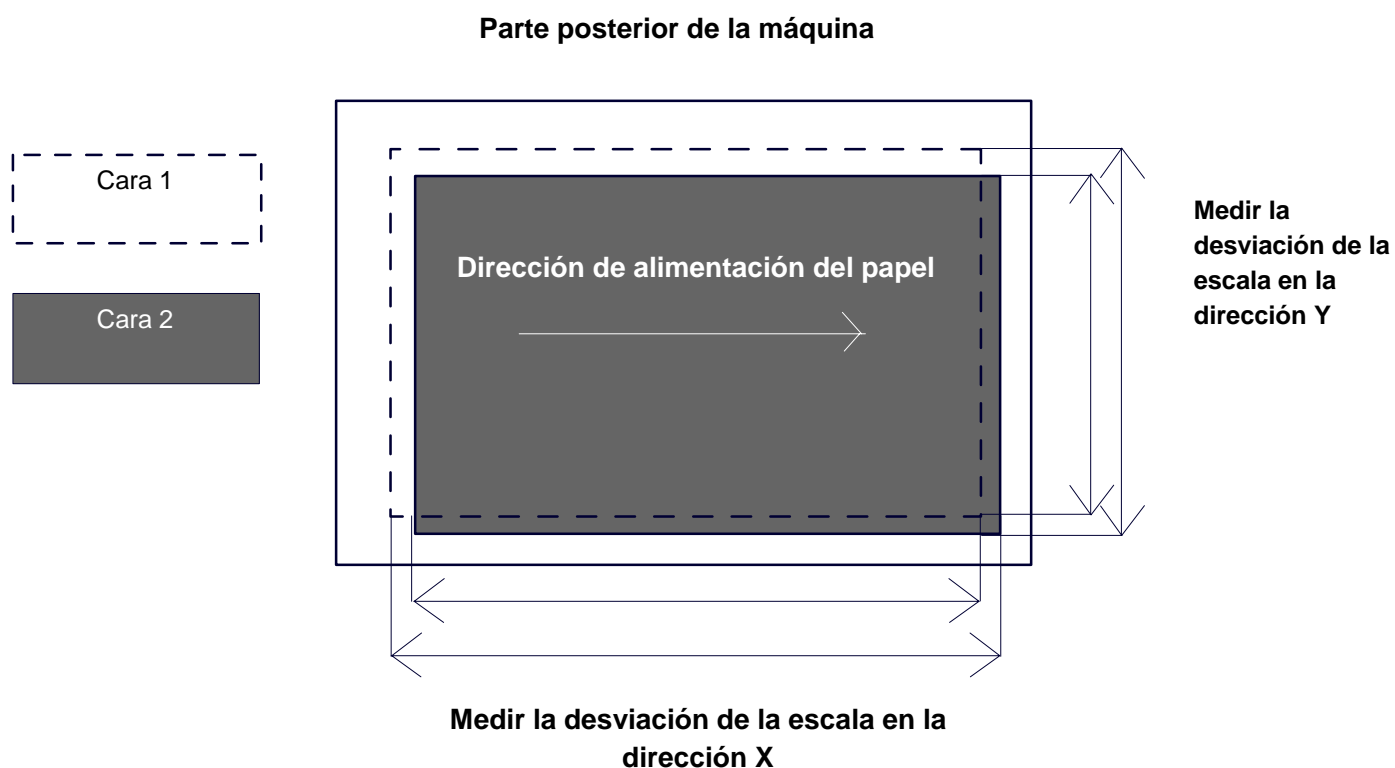 Parte posterior de la máquina
Cara 1
Cara 2
Dirección de alimentación del papel
Medir la
desviación de la
escala en la
dirección Y
Medir la desviación de la escala en la
dirección X